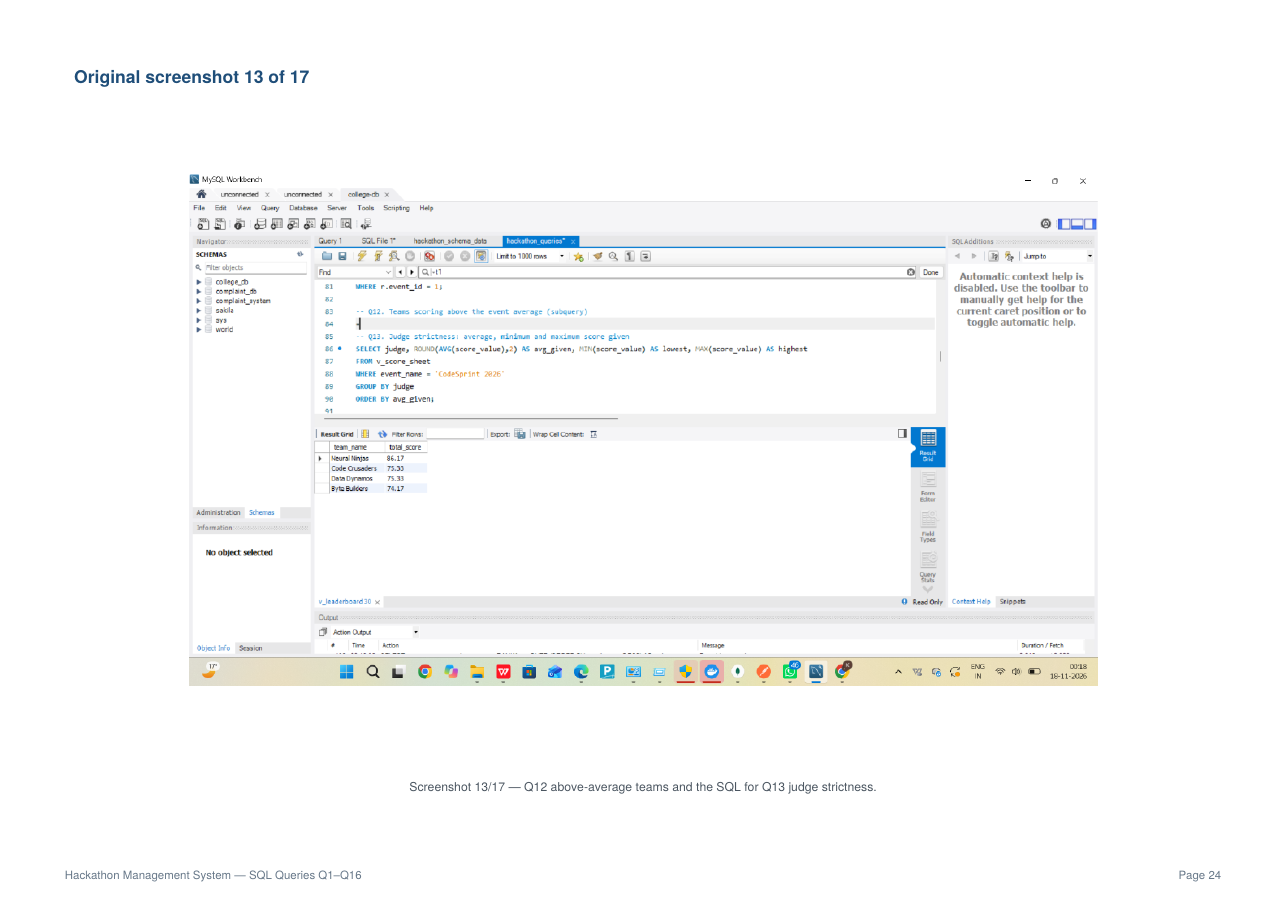 Original screenshot 13 of 17
MySQL Workbench
unconnected x unconnected x college-db x
File Edit View Query Database Server Tools Scripting Help
Navigator
SCHEMAS
Filter objects
college_db
complaint_db
complaint_system
sakila
sys
world
Administration Schemas
Information
No object selected
Object Info Session
Query 1 SQL File 1* hackathon_schema_data hackathon_queries* x
Limit to 1000 rows
Find Done
81 WHERE r.event_id = 1;
82
83 -- Q12. Teams scoring above the event average (subquery)
84
85 -- Q13. Judge strictness: average, minimum and maximum score given
86 SELECT judge, ROUND(AVG(score_value),2) AS avg_given, MIN(score_value) AS lowest, MAX(score_value) AS highest
87 FROM v_score_sheet
88 WHERE event_name = 'CodeSprint 2026'
89 GROUP BY judge
90 ORDER BY avg_given;
91
Result Grid Filter Rows: Export: Wrap Cell Content:
team_name total_score
Neural Ninjas 86.17
Code Crusaders 75.33
Data Dynamos 75.33
Byte Builders 74.17
Result Grid
Form Editor
Field Types
Query Stats
v_leaderboard 30 x
Read Only
Output
Action Output
# Time Action Message Duration / Fetch
SQLAdditions
Jump to
Automatic context help is
disabled. Use the toolbar to
manually get help for the
current caret position or to
toggle automatic help.
Context Help Snippets
17°
ENG
IN
00:18
18-11-2026
Screenshot 13/17 — Q12 above-average teams and the SQL for Q13 judge strictness.
Hackathon Management System — SQL Queries Q1–Q16
Page 24